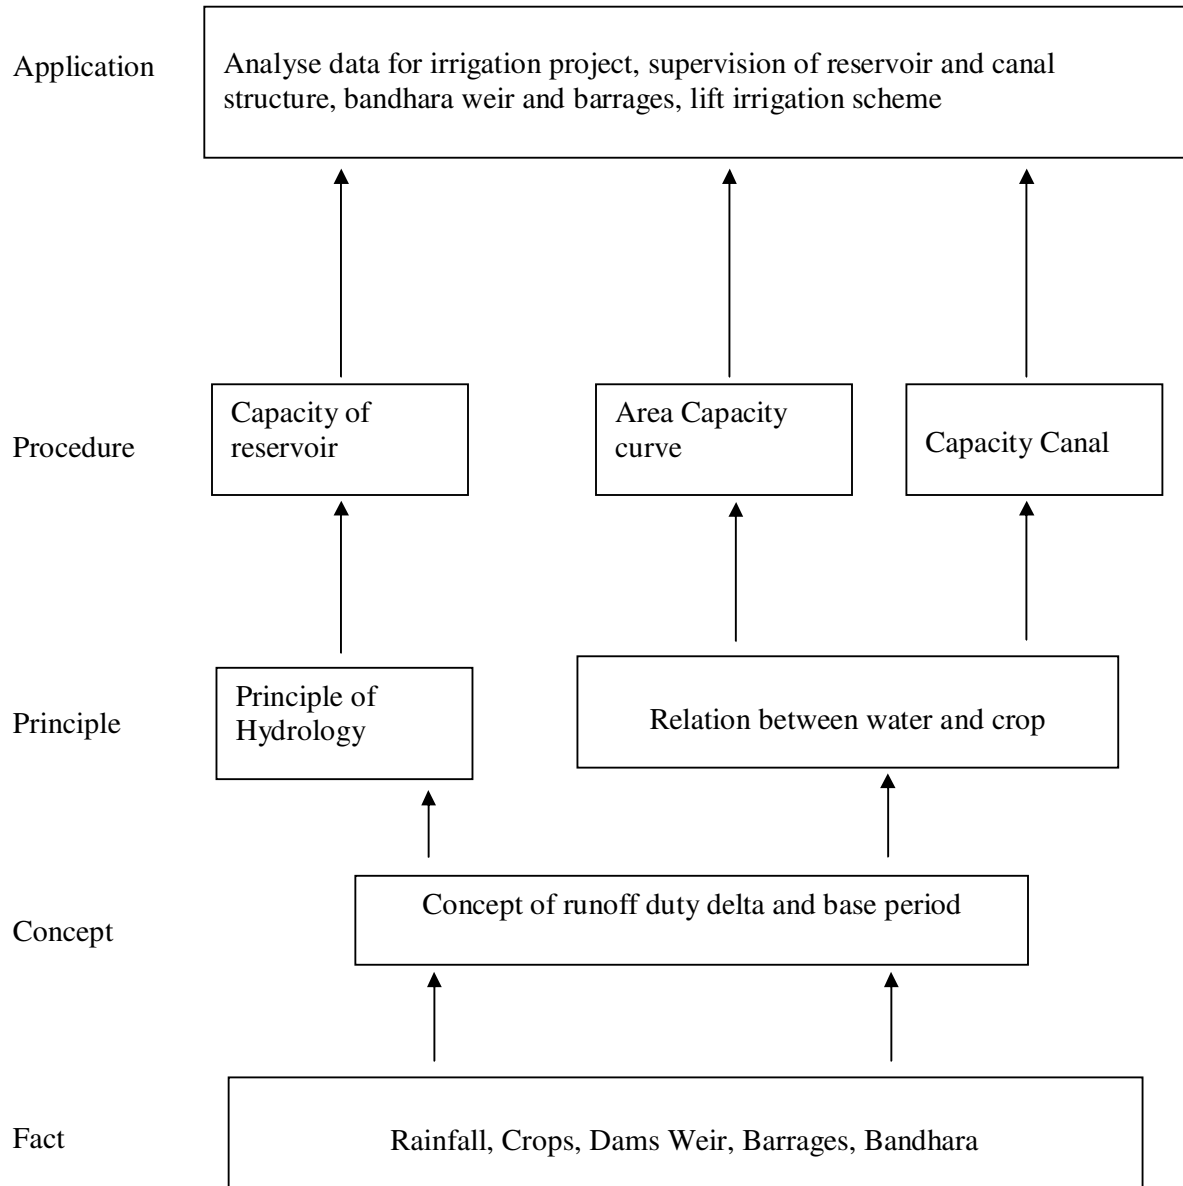 Application
Analyse data for irrigation project, supervision of reservoir and canal
structure, bandhara weir and barrages, lift irrigation scheme
Procedure
Capacity of
reservoir
Area Capacity
curve
Capacity Canal
Principle
Principle of
Hydrology
Relation between water and crop
Concept
Concept of runoff duty delta and base period
Fact
Rainfall, Crops, Dams Weir, Barrages, Bandhara